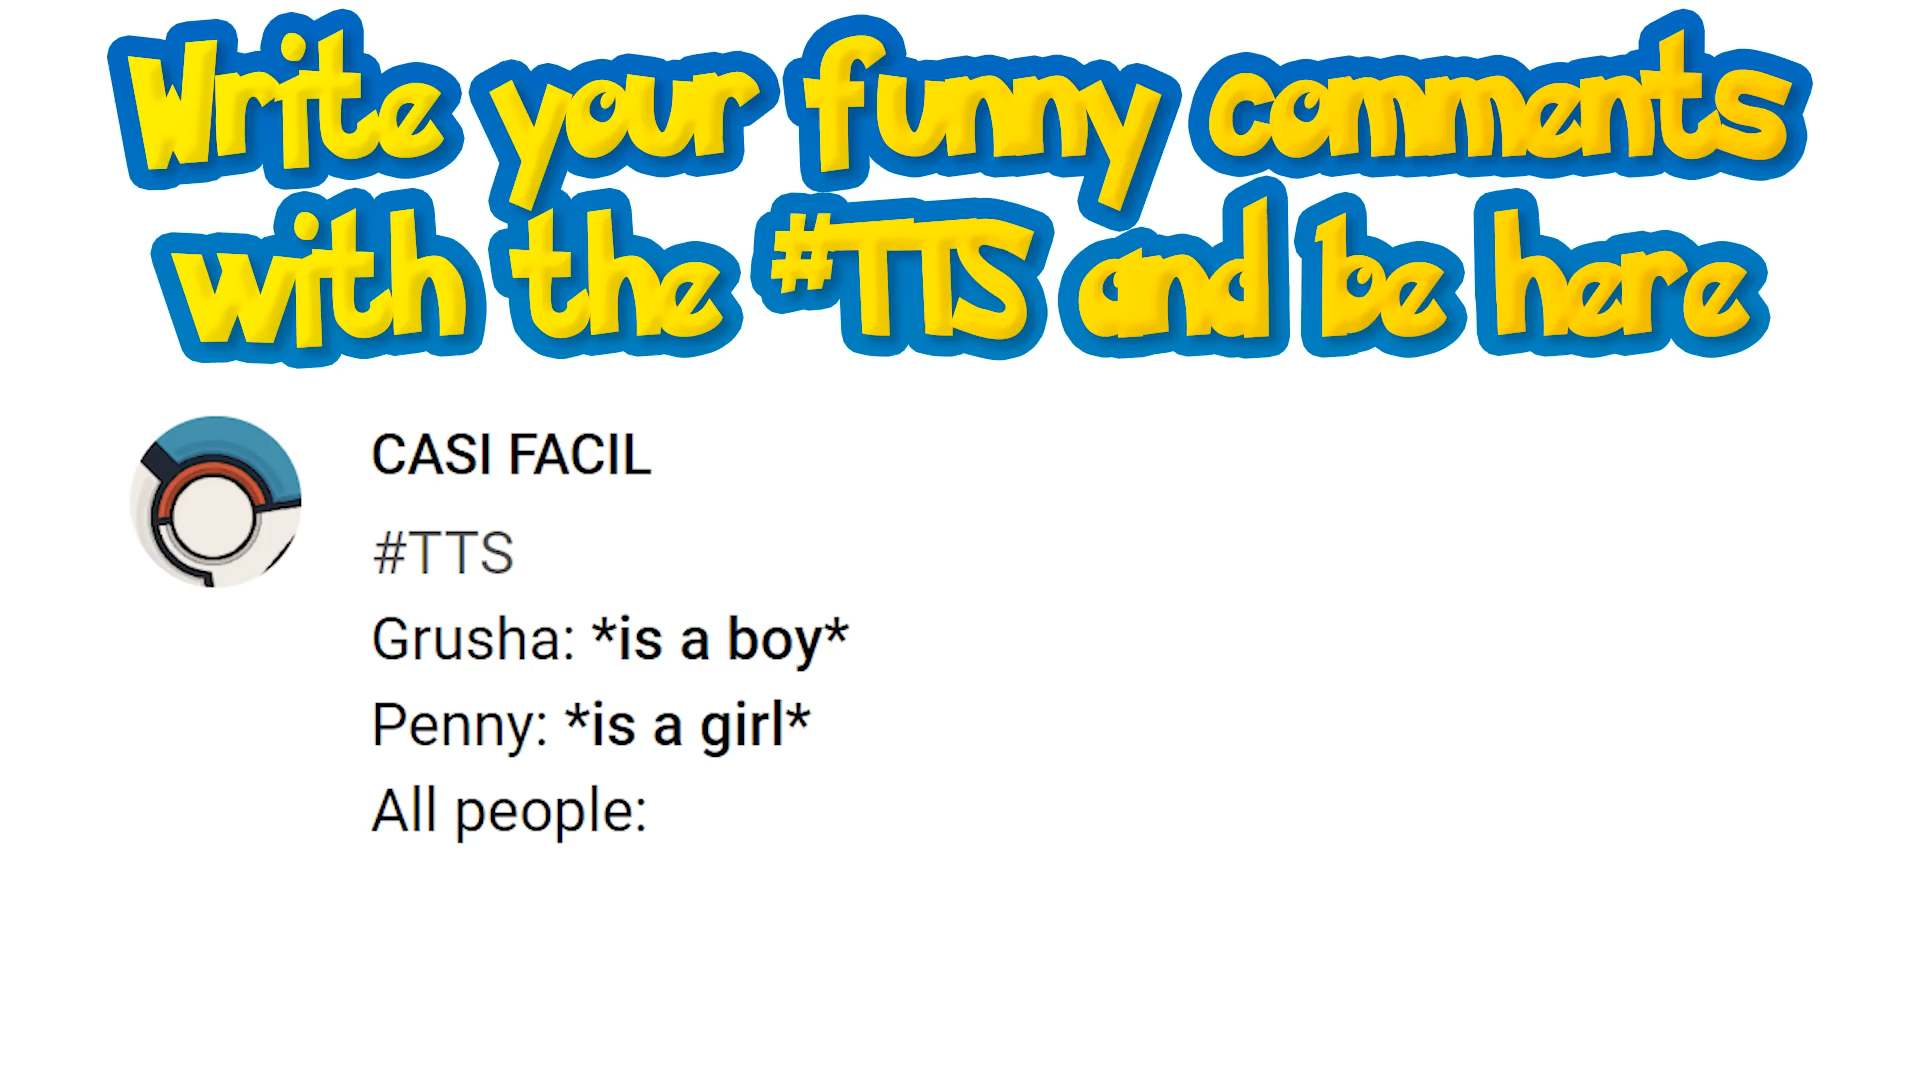 Write your funny comments
with the #TTS and be here
CASI FACIL
#TTS
Grusha: *is a boy*
Penny: *is a girl*
All people: